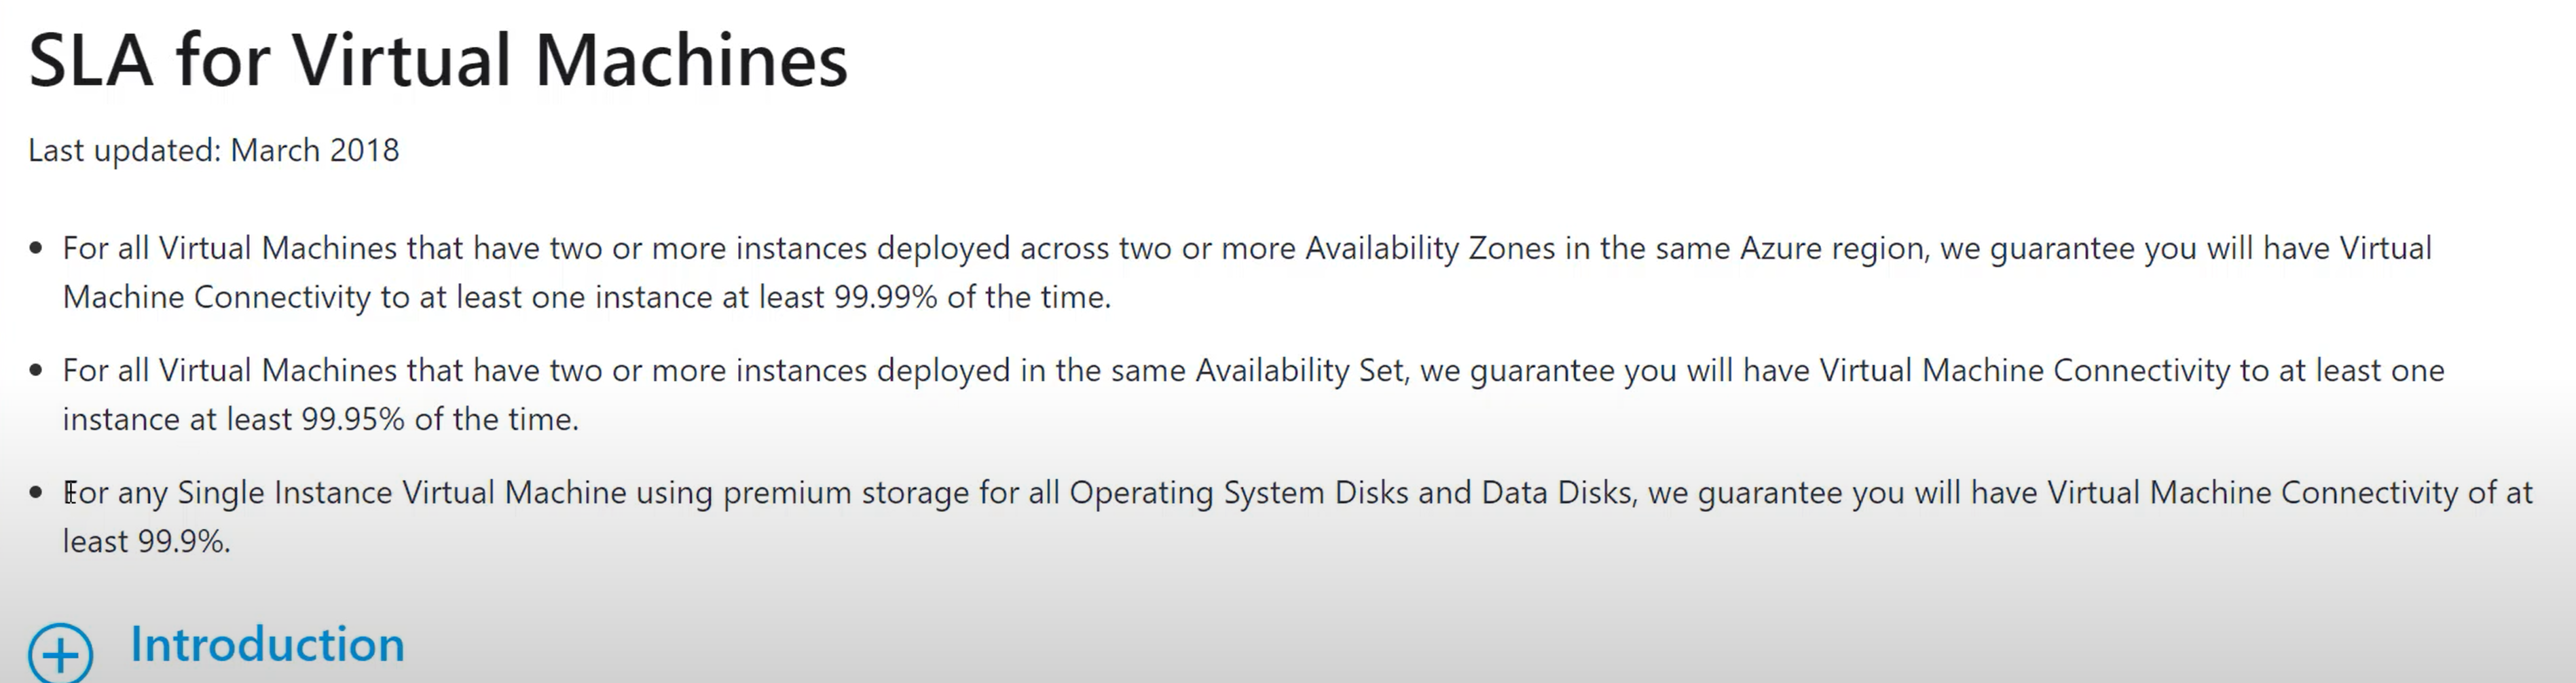 SLA for Virtual Machines
Last updated: March 2018
• For all Virtual Machines that have two or more instances deployed across two or more Availability Zones in the same Azure region, we guarantee you will have Virtual
Machine Connectivity to at least one instance at least 99.99% of the time.
• For all Virtual Machines that have two or more instances deployed in the same Availability Set, we guarantee you will have Virtual Machine Connectivity to at least one
instance at least 99.95% of the time.
• For any Single Instance Virtual Machine using premium storage for all Operating System Disks and Data Disks, we guarantee you will have Virtual Machine Connectivity of at
least 99.9%.
Introduction